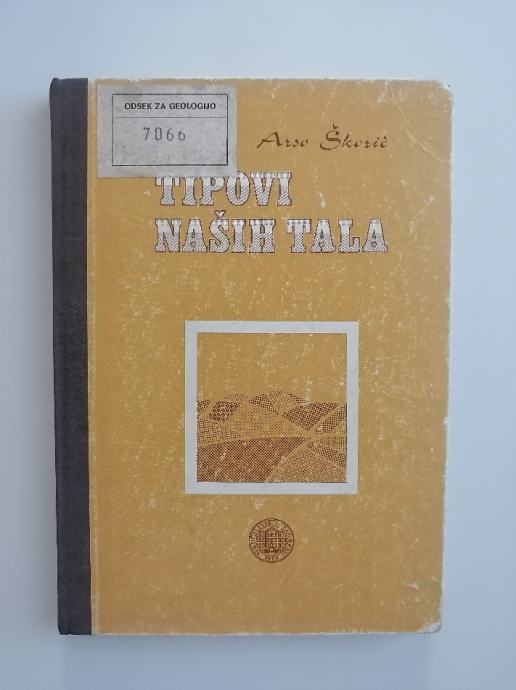 ODSEK ZA GEOLOGIJO
7066
Arso Škorić
TIPOVI
NAŠIH TALA